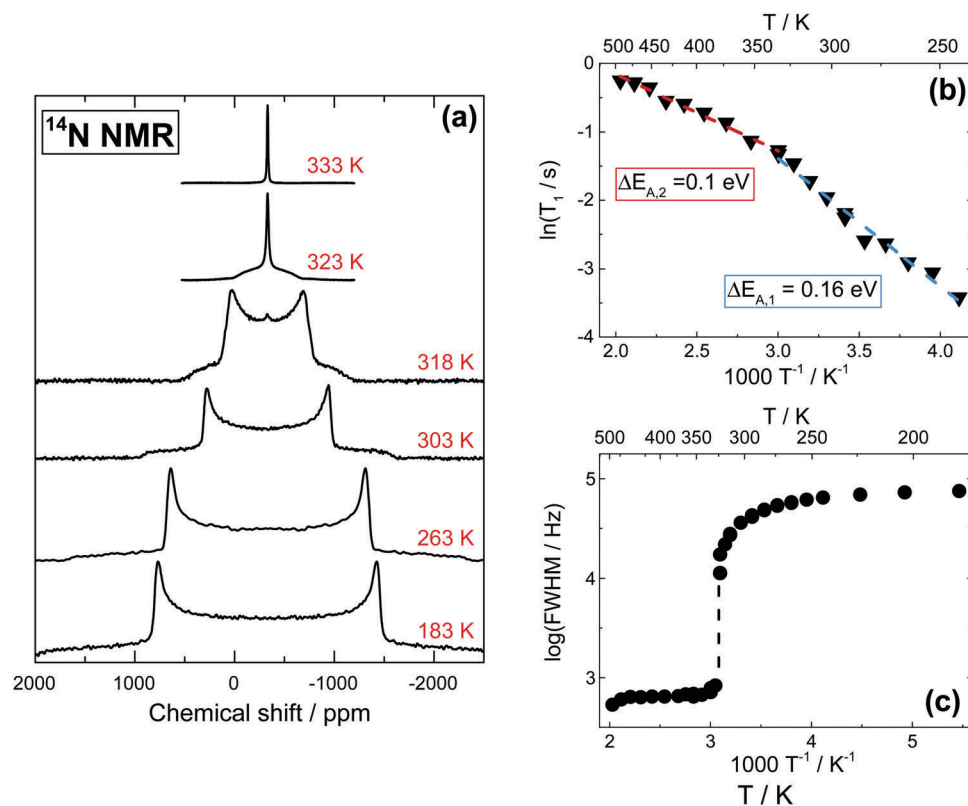 (a)
¹⁴N NMR
333 K
323 K
318 K
303 K
263 K
183 K
2000 1000 0 -1000 -2000
Chemical shift / ppm
T / K
500 450 400 350 300 250
(b)
0
-1
-2
-3
-4
ln(T₁ / s)
ΔE_A,2 =0.1 eV
ΔE_A,1 = 0.16 eV
2.0 2.5 3.0 3.5 4.0
1000 T⁻¹ / K⁻¹
T / K
500 400 350 300 250 200
5
4
3
log(FWHM / Hz)
(c)
2 3 4 5
1000 T⁻¹ / K⁻¹
T / K